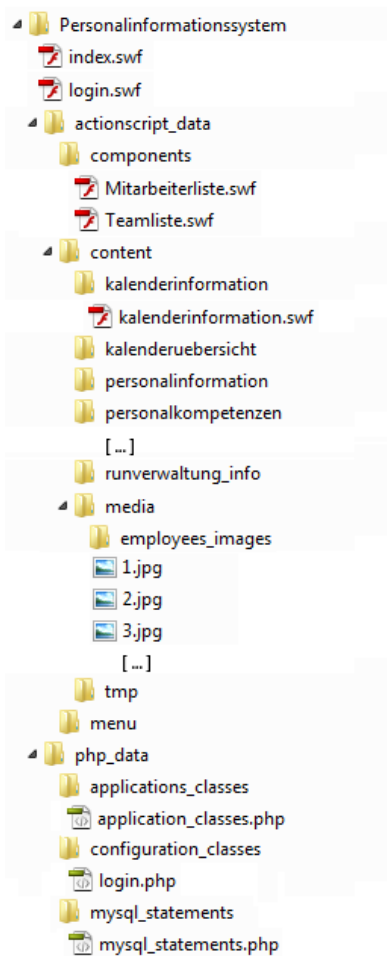 Personalinformationssystem
index.swf
login.swf
actionscript_data
components
Mitarbeiterliste.swf
Teamliste.swf
content
kalenderinformation
kalenderinformation.swf
kalenderuebersicht
personalinformation
personalkompetenzen
[ ... ]
runverwaltung_info
media
employees_images
1.jpg
2.jpg
3.jpg
[ ... ]
tmp
menu
php_data
applications_classes
application_classes.php
configuration_classes
login.php
mysql_statements
mysql_statements.php